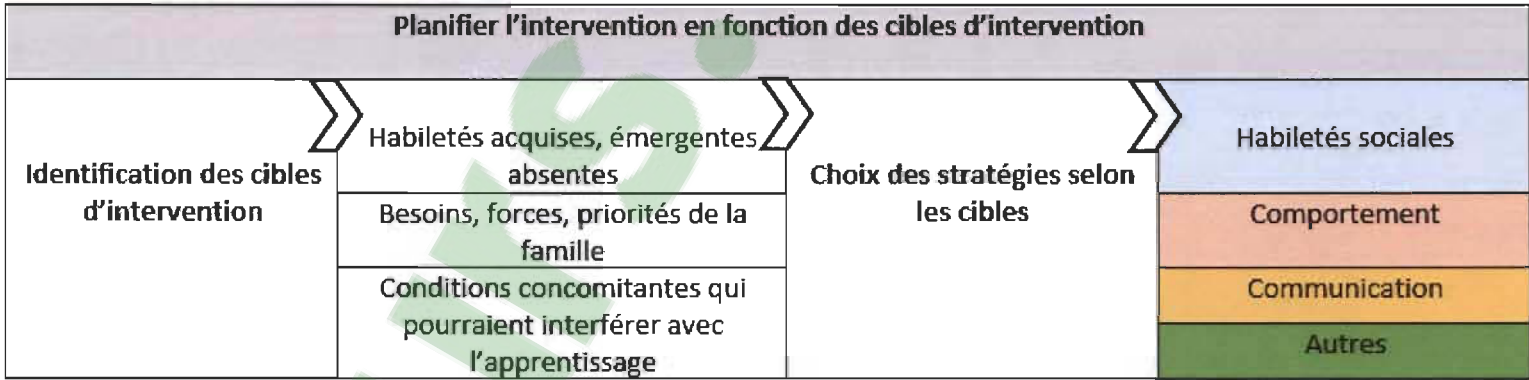 Planifier l'intervention en fonction des cibles d'intervention
Identification des cibles
d'intervention
Habiletés acquises, émergentes
absentes
Besoins, forces, priorités de la
famille
Conditions concomitantes qui
pourraient interférer avec
l'apprentissage
Choix des stratégies selon
les cibles
Habiletés sociales
Comportement
Communication
Autres